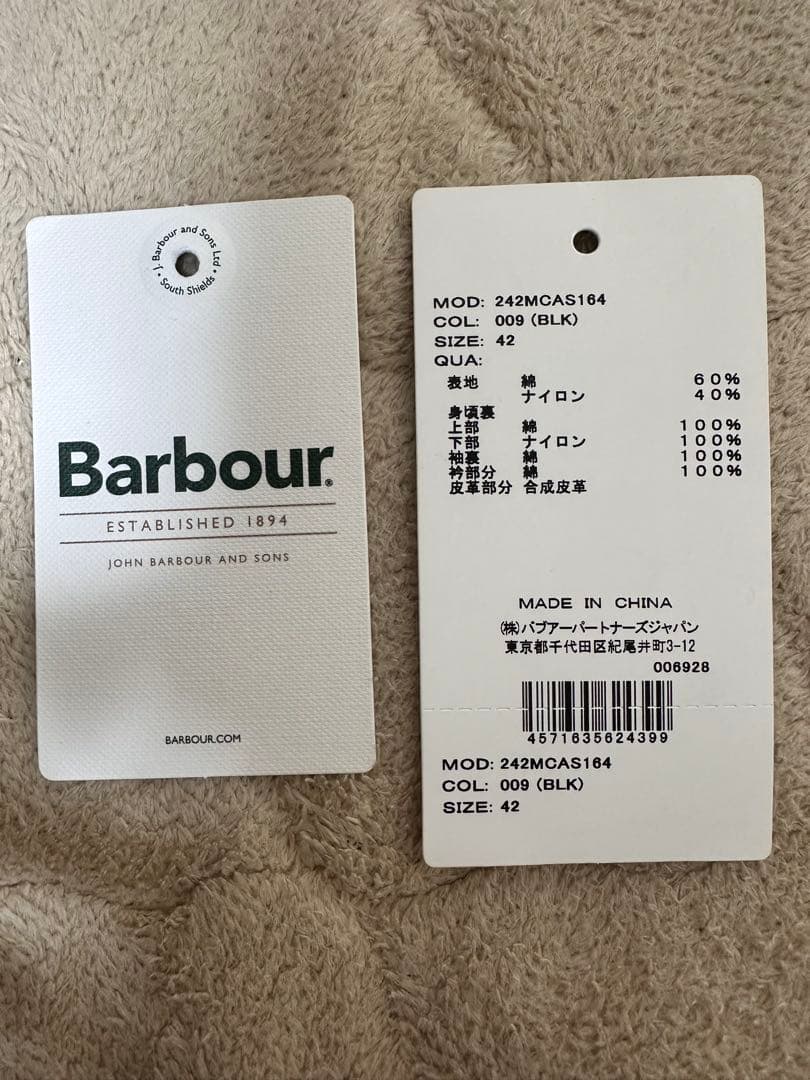 J. Barbour and Sons Ltd • South Shields •
Barbour®
ESTABLISHED 1894
JOHN BARBOUR AND SONS
BARBOUR.COM
MOD: 242MCAS164
COL: 009 (BLK)
SIZE: 42
QUA:
表地 綿 60%
ナイロン 40%
身頃裏
上部 綿 100%
下部 ナイロン 100%
袖裏 綿 100%
衿部分 綿 100%
皮革部分 合成皮革
MADE IN CHINA
(株)バブアーパートナーズジャパン
東京都千代田区紀尾井町3-12
006928
4571635624399
MOD: 242MCAS164
COL: 009 (BLK)
SIZE: 42